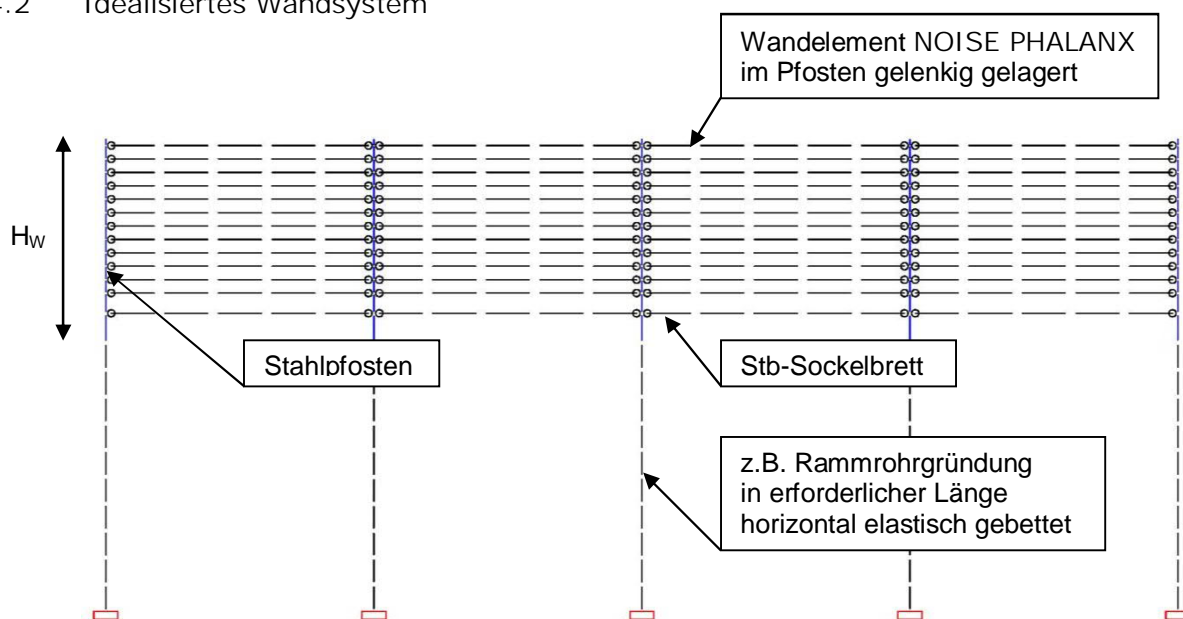 .2 Idealisiertes Wandsystem
Wandelement NOISE PHALANX
im Pfosten gelenkig gelagert
HW
Stahlpfosten
Stb-Sockelbrett
z.B. Rammrohrgründung
in erforderlicher Länge
horizontal elastisch gebettet